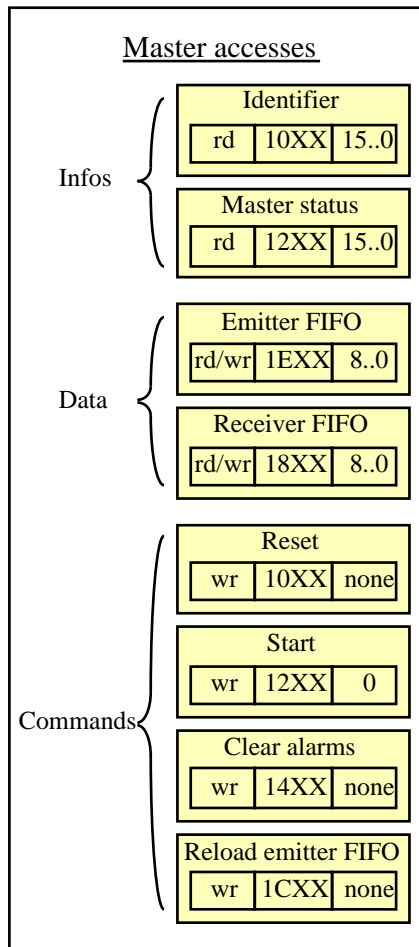 Master accesses
Infos
Identifier
rd 10XX 15..0
Master status
rd 12XX 15..0
Data
Emitter FIFO
rd/wr 1EXX 8..0
Receiver FIFO
rd/wr 18XX 8..0
Commands
Reset
wr 10XX none
Start
wr 12XX 0
Clear alarms
wr 14XX none
Reload emitter FIFO
wr 1CXX none